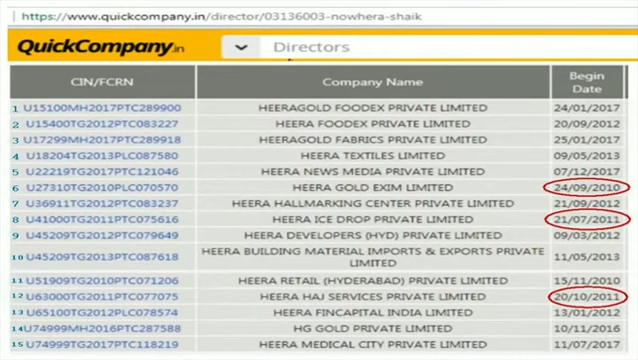 https://www.quickcompany.in/director/03136003-nowhera-shaik
QuickCompany.in Directors
CIN/FCRN Company Name Begin Date
1 U15100MH2017PTC289900 HEERAGOLD FOODEX PRIVATE LIMITED 24/01/2017
2 U15400TG2012PTC083227 HEERA FOODEX PRIVATE LIMITED 20/09/2012
3 U17299MH2017PTC289918 HEERAGOLD FABRICS PRIVATE LIMITED 25/01/2017
4 U18204TG2013PLC087580 HEERA TEXTILES LIMITED 09/05/2013
5 U22219TG2017PTC121046 HEERA NEWS MEDIA PRIVATE LIMITED 07/12/2017
6 U27310TG2010PLC070570 HEERA GOLD EXIM LIMITED 24/09/2010
7 U36911TG2012PTC083237 HEERA HALLMARKING CENTER PRIVATE LIMITED 21/09/2012
8 U41000TG2011PTC075616 HEERA ICE DROP PRIVATE LIMITED 21/07/2011
9 U45209TG2012PTC079649 HEERA DEVELOPERS (HYD) PRIVATE LIMITED 09/03/2012
10 U45209TG2013PTC087618 HEERA BUILDING MATERIAL IMPORTS & EXPORTS PRIVATE LIMITED 11/05/2013
11 U51909TG2010PTC071206 HEERA RETAIL (HYDERABAD) PRIVATE LIMITED 15/11/2010
12 U63000TG2011PTC077075 HEERA HAJ SERVICES PRIVATE LIMITED 20/10/2011
13 U65100TG2012PLC078574 HEERA FINCAPITAL INDIA LIMITED 13/01/2012
14 U74999MH2016PTC287588 HG GOLD PRIVATE LIMITED 10/11/2016
15 U74999TG2017PTC118219 HEERA MEDICAL CITY PRIVATE LIMITED 11/07/2017